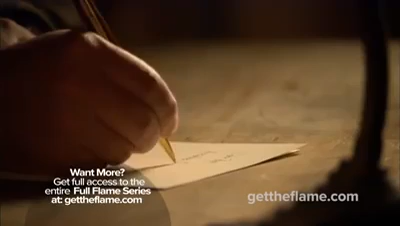 Want More?
Get full access to the
entire Full Flame Series
at: gettheflame.com
gettheflame.com